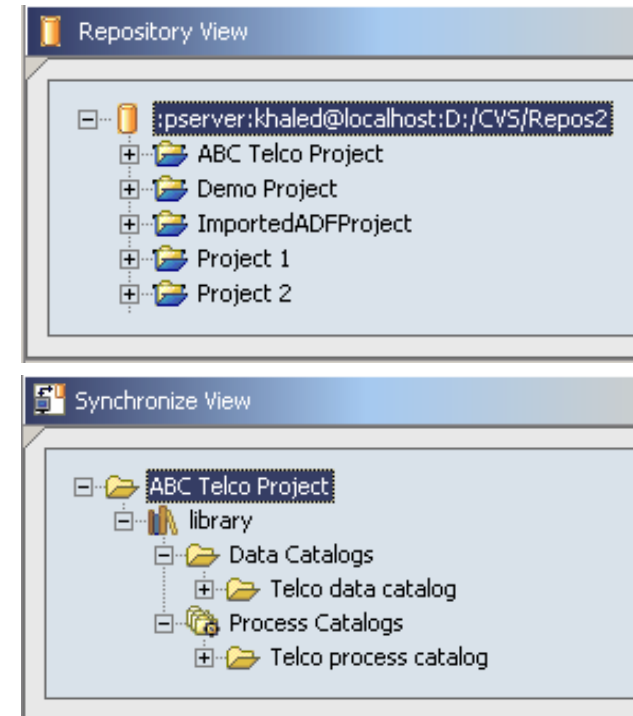 Repository View
:pserver:khaled@localhost:D:/CVS/Repos2
ABC Telco Project
Demo Project
ImportedADFProject
Project 1
Project 2
Synchronize View
ABC Telco Project
library
Data Catalogs
Telco data catalog
Process Catalogs
Telco process catalog